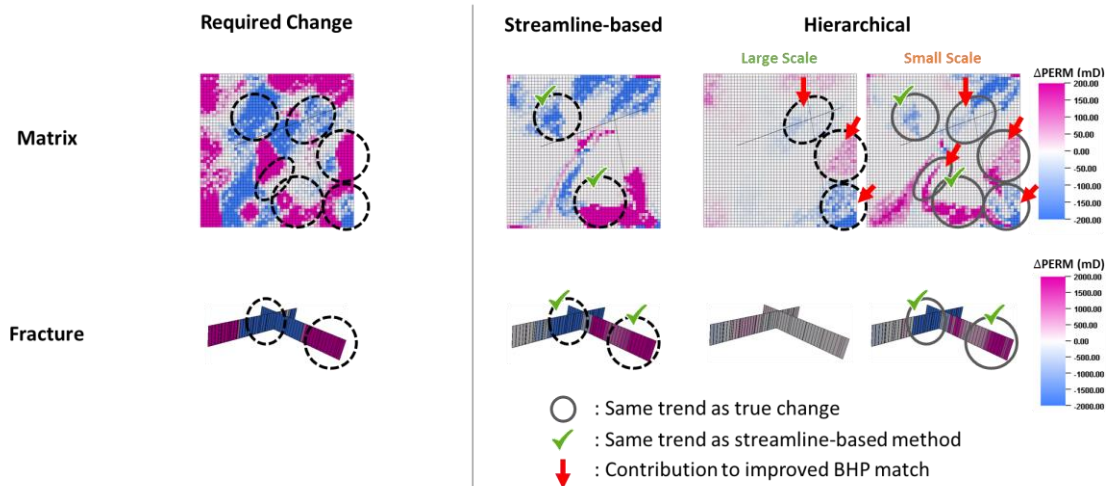 Required Change
Streamline-based
Hierarchical
Large Scale
Small Scale
Matrix
ΔPERM (mD)
200.00
150.00
100.00
50.00
0.00
-50.00
-100.00
-150.00
-200.00
Fracture
ΔPERM (mD)
2000.00
1500.00
1000.00
500.00
0.00
-500.00
-1000.00
-1500.00
-2000.00
: Same trend as true change
: Same trend as streamline-based method
: Contribution to improved BHP match